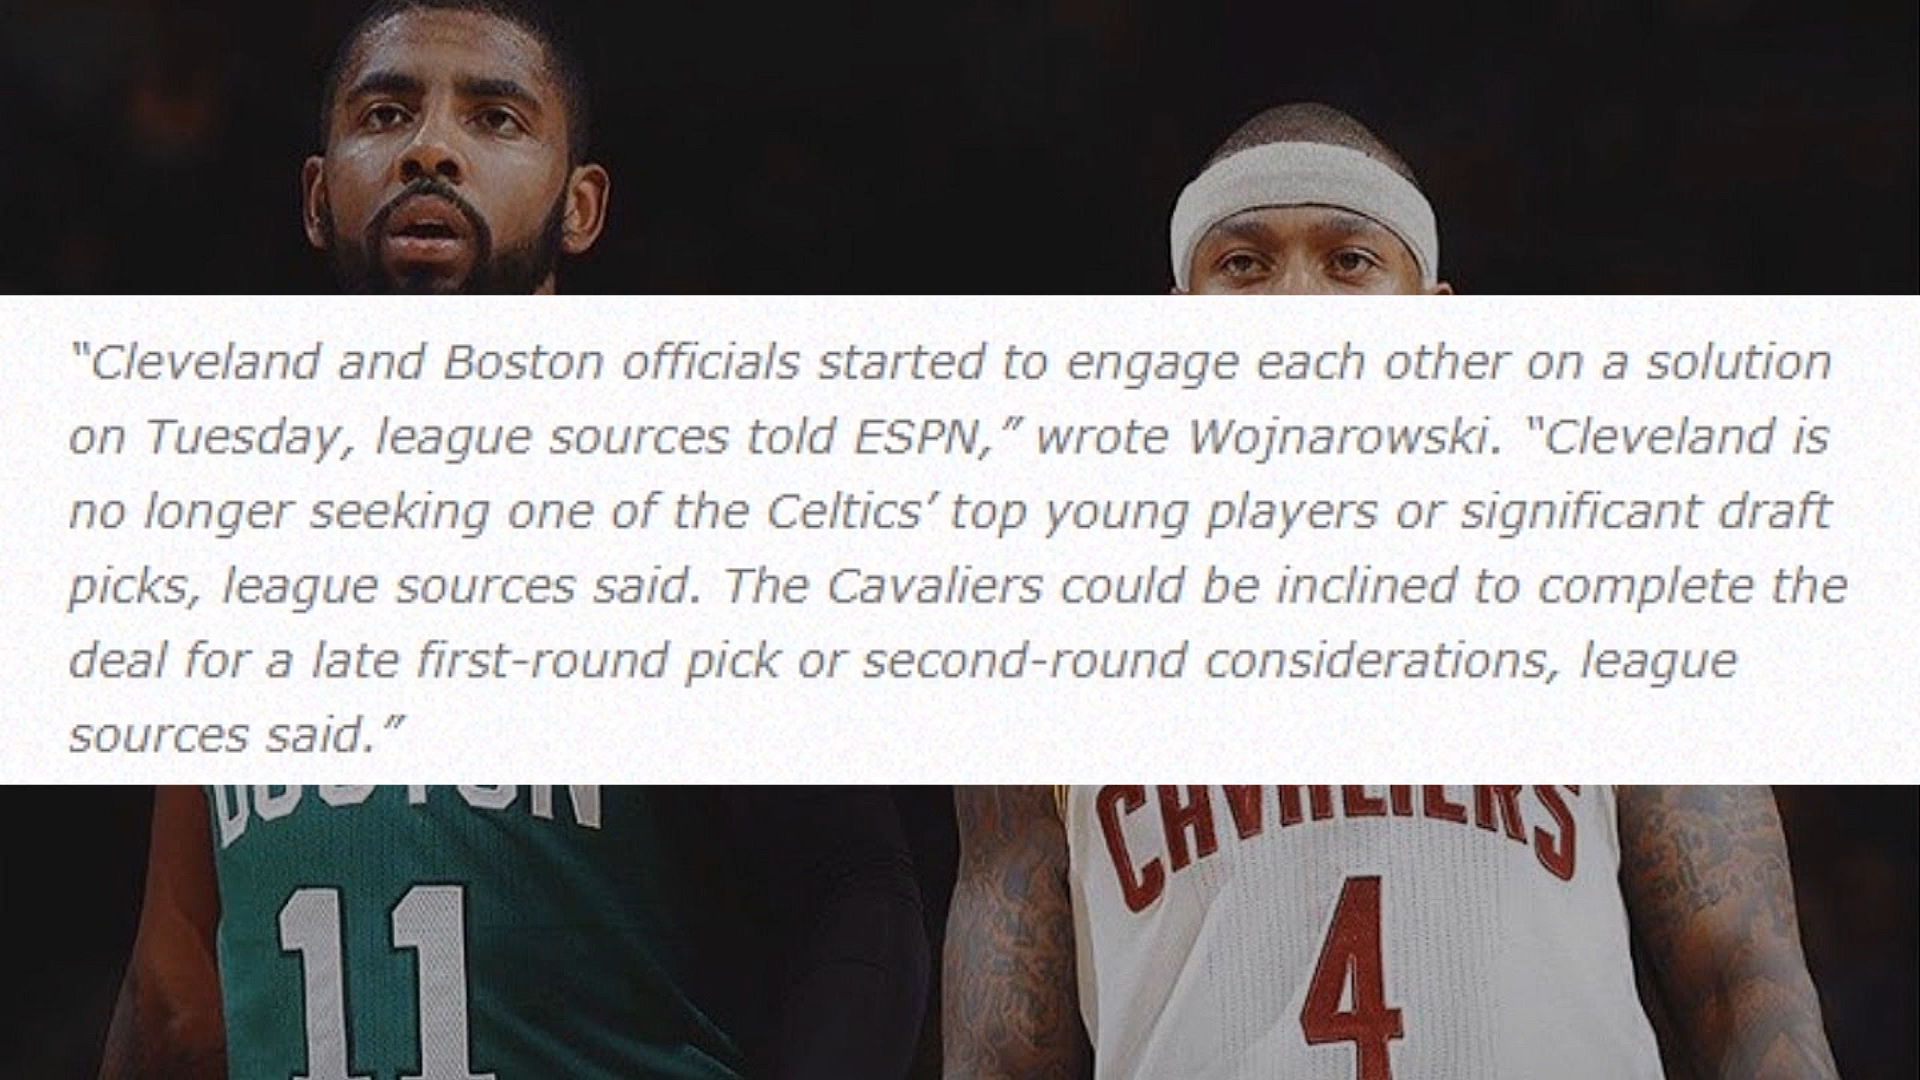 “Cleveland and Boston officials started to engage each other on a solution
on Tuesday, league sources told ESPN,” wrote Wojnarowski. “Cleveland is
no longer seeking one of the Celtics’ top young players or significant draft
picks, league sources said. The Cavaliers could be inclined to complete the
deal for a late first-round pick or second-round considerations, league
sources said.”
BOSTON
11
CAVALIERS
4